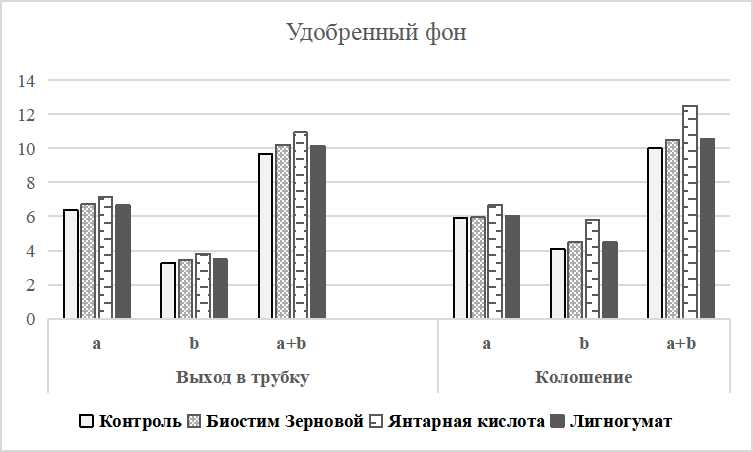 Удобренный фон
14
12
10
8
6
4
2
0
a b a+b a b a+b
Выход в трубку Колошение
Контроль Биостим Зерновой Янтарная кислота Лигногумат